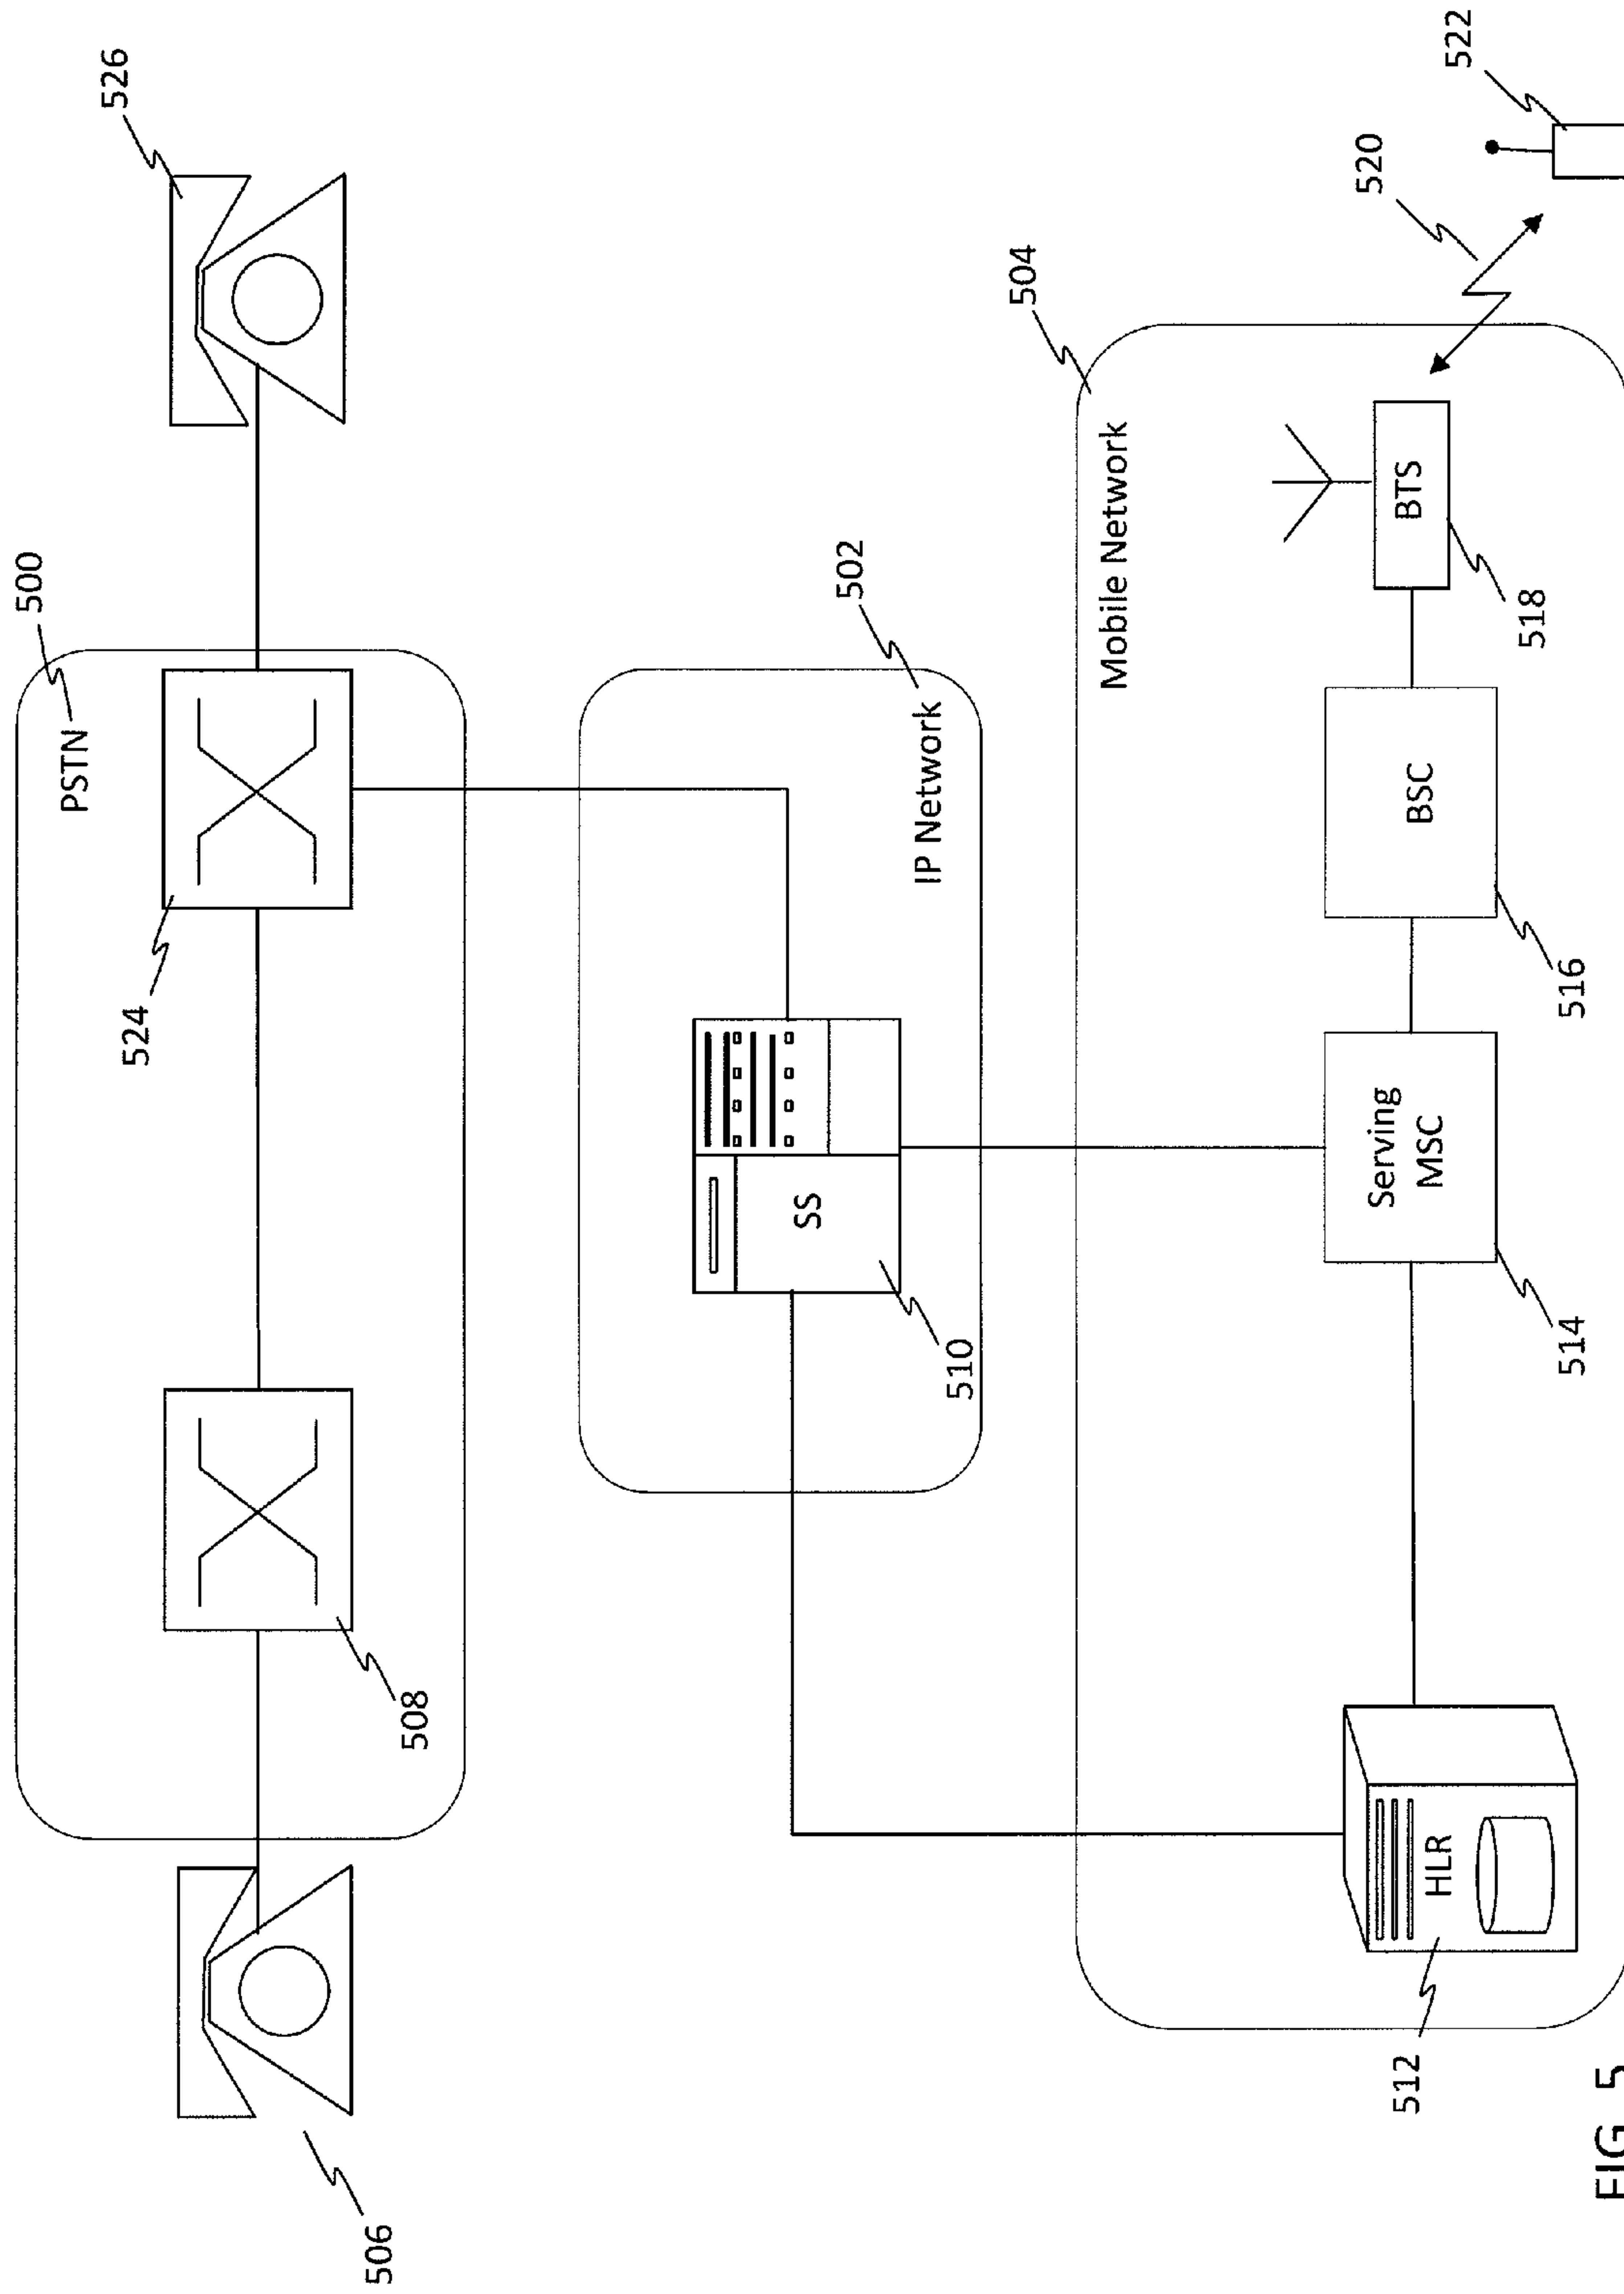 500
PSTN
526
524
508
506
502
IP Network
SS
510
504
Mobile Network
520
522
BTS
518
BSC
516
Serving
MSC
514
HLR
512
FIG. 5